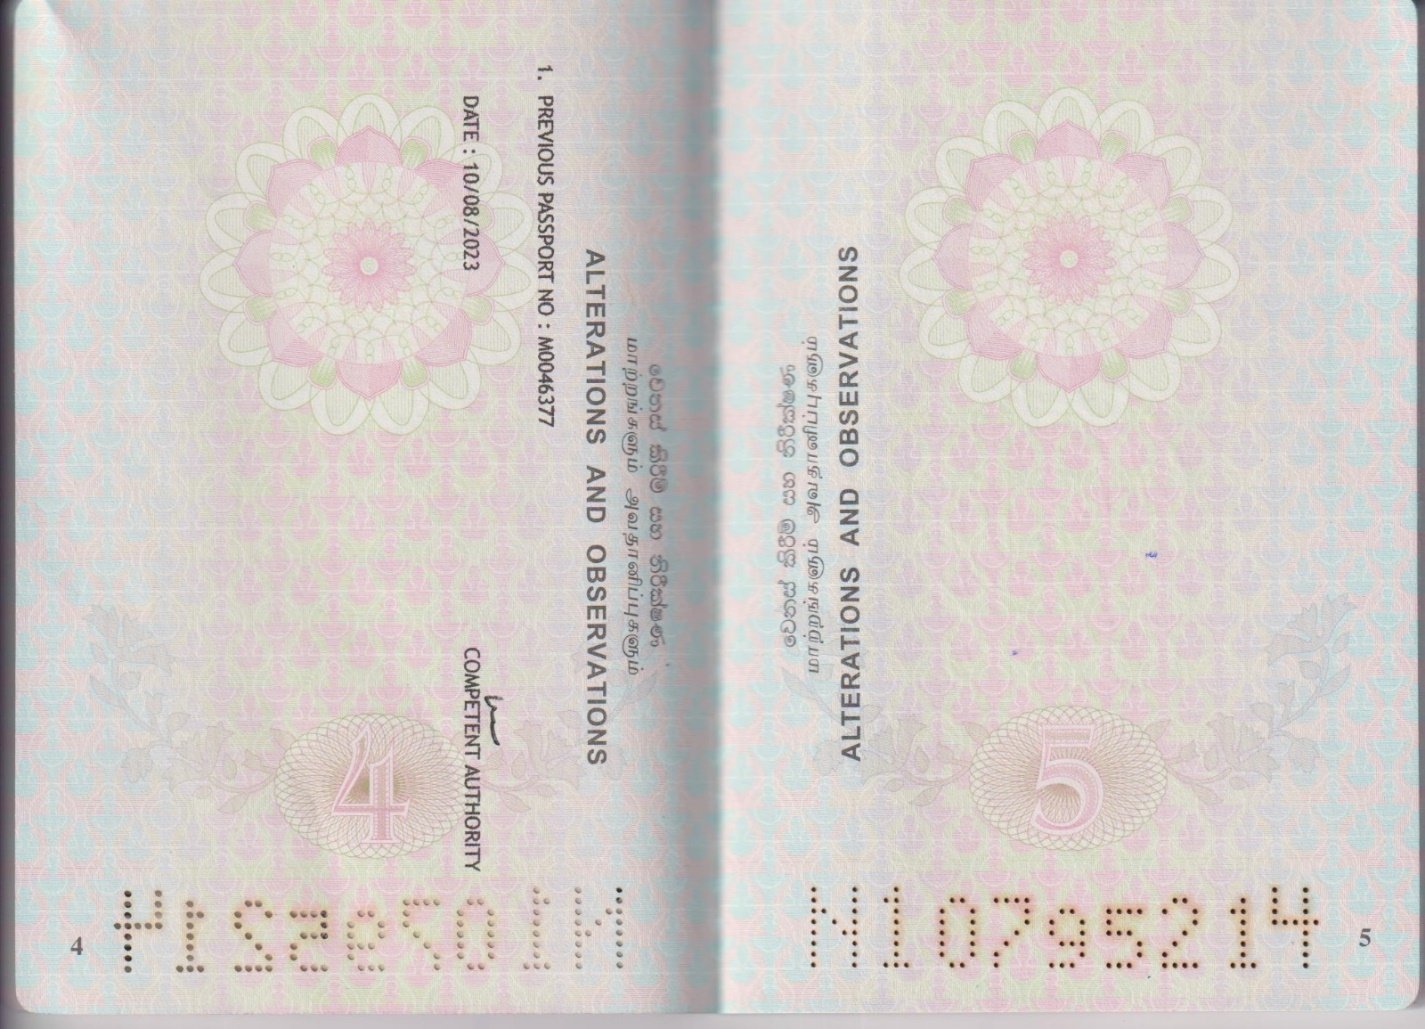 වෙනස් කිරීම් සහ නිරීක්ෂණ
மாற்றங்களும் அவதானிப்புகளும்
ALTERATIONS AND OBSERVATIONS
1. PREVIOUS PASSPORT NO : M0046377
DATE : 10/08/2023
COMPETENT AUTHORITY
4
N10795214
4
ALTERATIONS AND OBSERVATIONS
மாற்றங்களும் அவதானிப்புகளும்
වෙනස් කිරීම් සහ නිරීක්ෂණ
5
N10795214
5